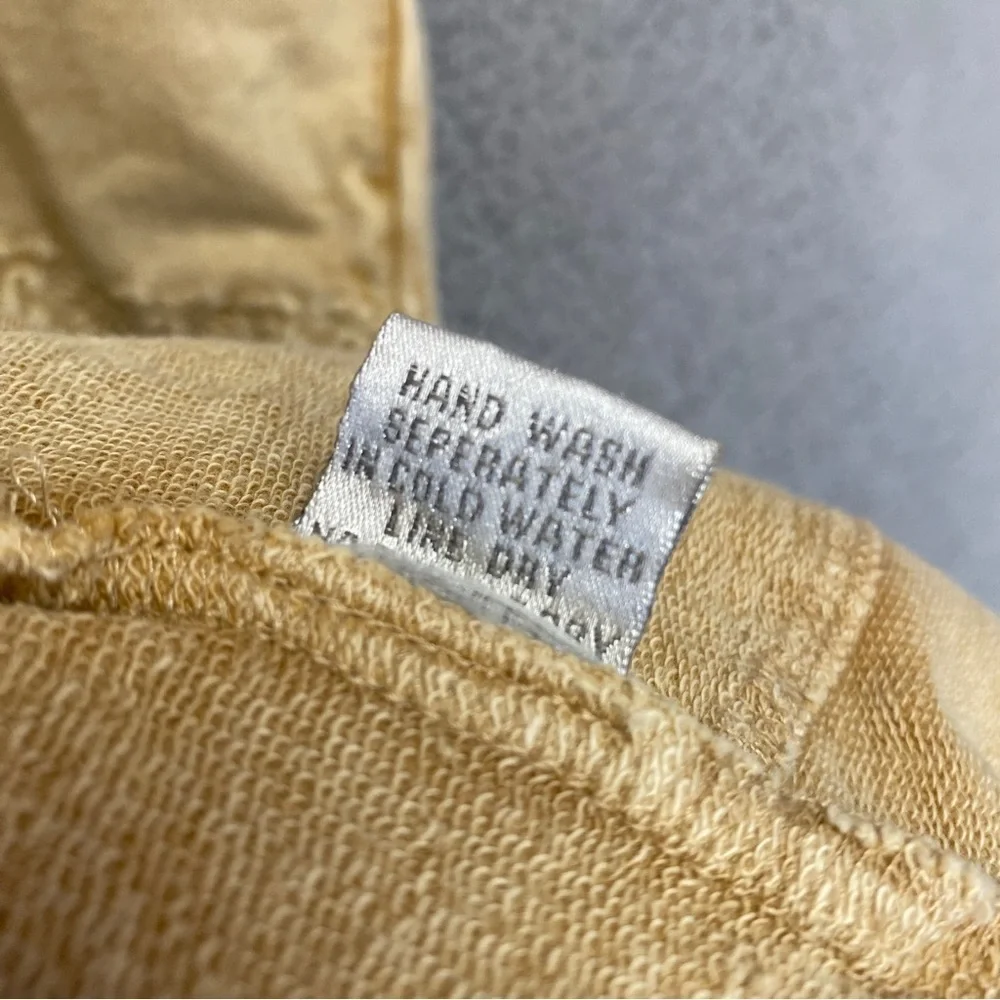 HAND WASH
SEPERATELY
IN COLD WATER
LINE DRY